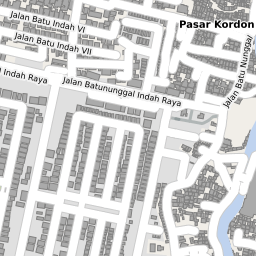 Pasar Kordon
Jalan Batu Indah VI
Jalan Batu Indah VII
Jalan Batu Nunggal
Indah Raya
Jalan Batununggal Indah Raya